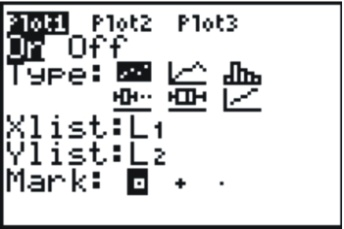 Plot1 Plot2 Plot3
On Off
Type:
Xlist:L₁
Ylist:L₂
Mark: + ·